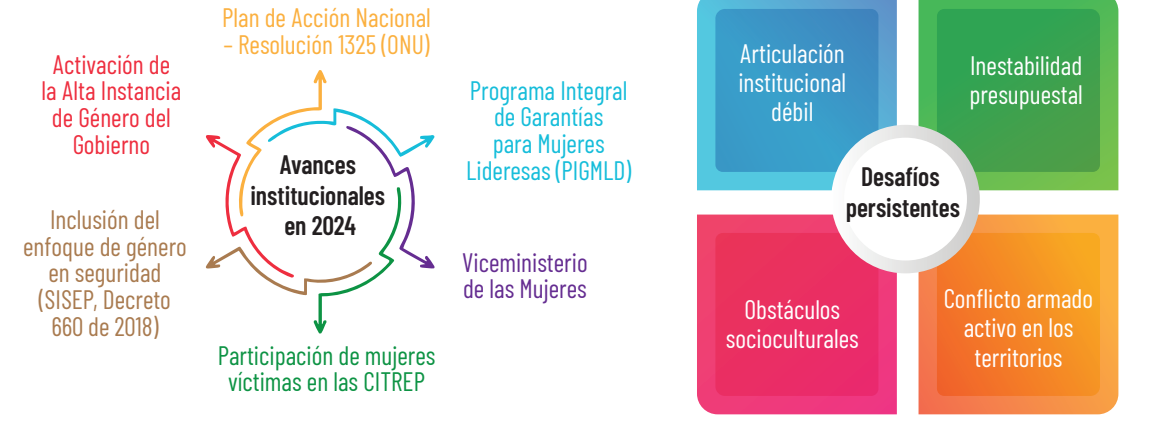 Plan de Acción Nacional
– Resolución 1325 (ONU)
Activación de
la Alta Instancia
de Género del
Gobierno
Programa Integral
de Garantías
para Mujeres
Lideresas (PIGMLD)
Avances
institucionales
en 2024
Inclusión del
enfoque de género
en seguridad
(SISEP, Decreto
660 de 2018)
Viceministerio
de las Mujeres
Participación de mujeres
víctimas en las CITREP
Articulación
institucional
débil
Inestabilidad
presupuestal
Desafíos
persistentes
Obstáculos
socioculturales
Conflicto armado
activo en los
territorios